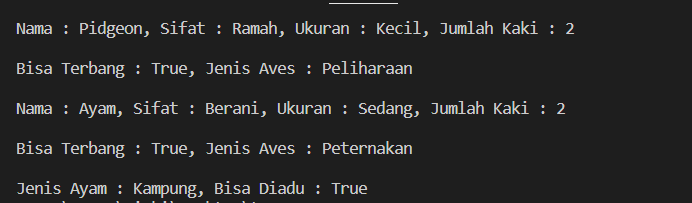 Nama : Pidgeon, Sifat : Ramah, Ukuran : Kecil, Jumlah Kaki : 2
Bisa Terbang : True, Jenis Aves : Peliharaan
Nama : Ayam, Sifat : Berani, Ukuran : Sedang, Jumlah Kaki : 2
Bisa Terbang : True, Jenis Aves : Peternakan
Jenis Ayam : Kampung, Bisa Diadu : True